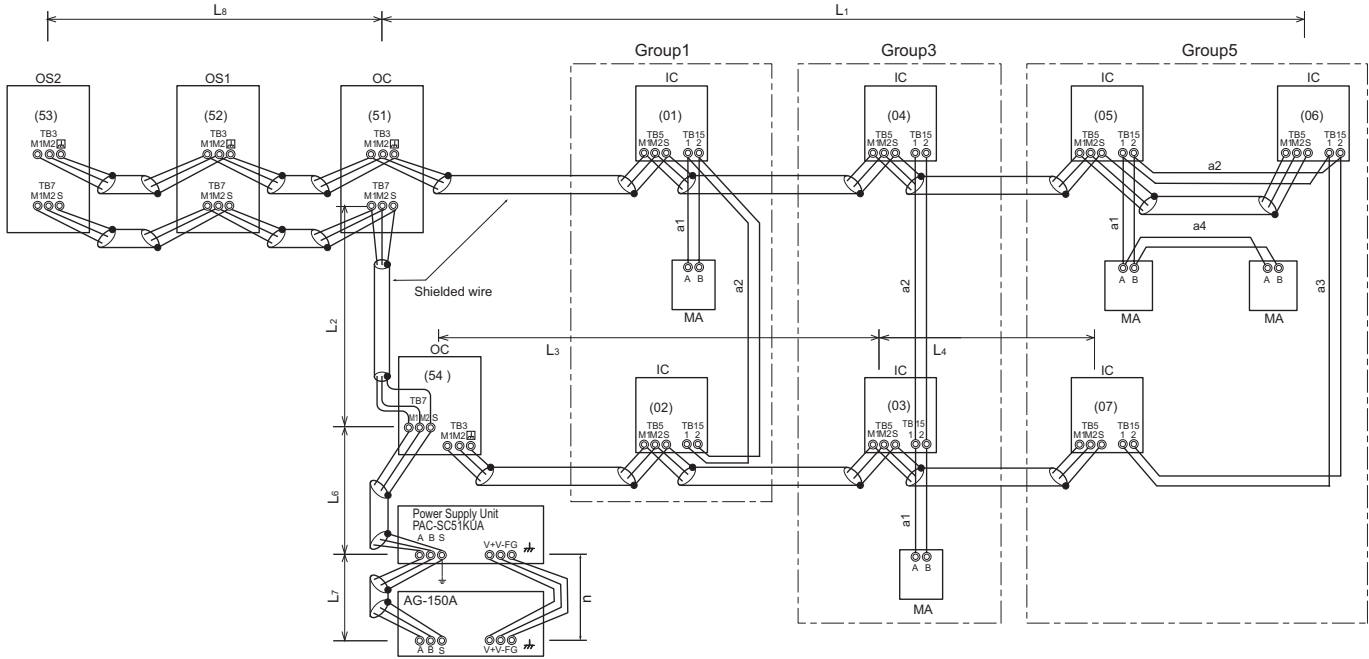 L8
L1
Group1
Group3
Group5
OS2
OS1
OC
IC
IC
IC
IC
(53)
(52)
(51)
(01)
(04)
(05)
(06)
TB3
TB3
TB3
TB5
TB15
TB5
TB15
TB5
TB15
TB5
TB15
M1M2
M1M2
M1M2
M1M2S
1 2
M1M2S
1 2
M1M2S
1 2
M1M2S
1 2
TB7
TB7
TB7
M1M2S
M1M2S
M1M2S
a2
a1
a1
a4
Shielded wire
A B
A B
A B
MA
MA
MA
a2
a2
a3
L2
L3
L4
OC
IC
IC
IC
(54 )
(02)
(03)
(07)
TB7
M1M2S
TB3
M1M2
TB5
TB15
M1M2S
1 2
TB5
TB15
M1M2S
1 2
TB5
TB15
M1M2S
1 2
L6
Power Supply Unit
PAC-SC51KUA
A B S
V+V-FG
a1
A B
MA
L7
n
AG-150A
A B S
V+V-FG